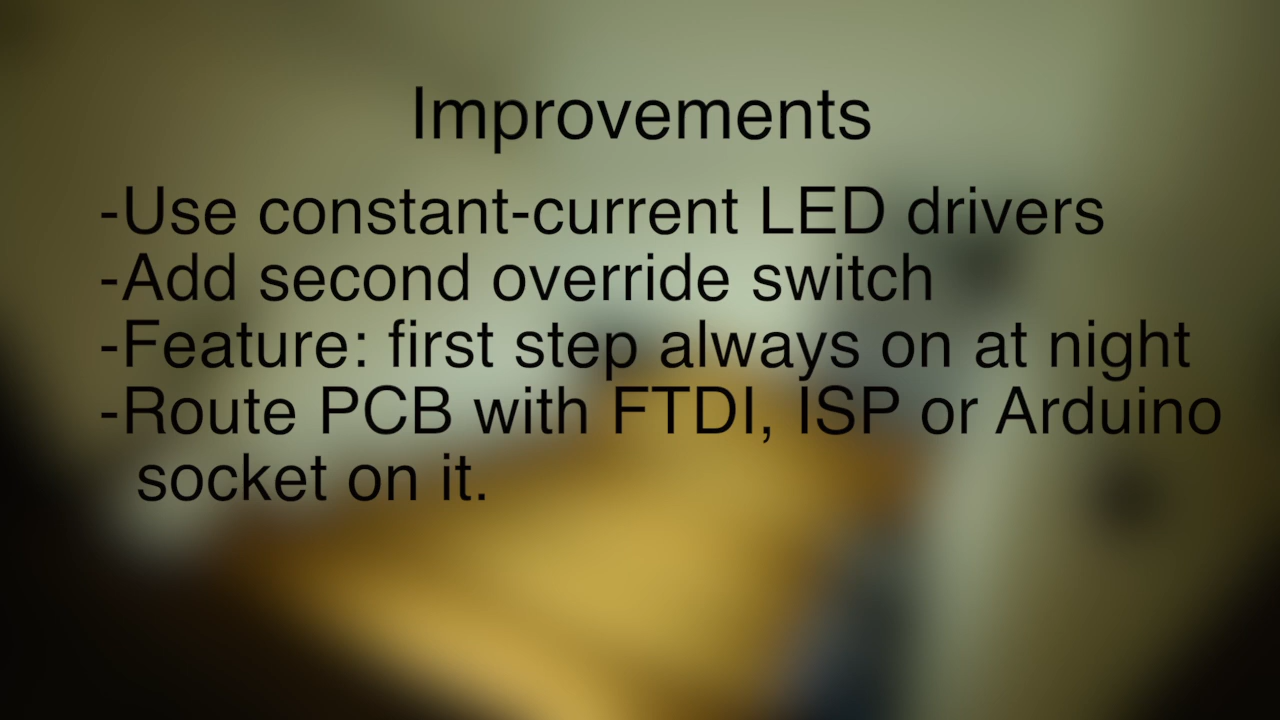 Improvements
-Use constant-current LED drivers
-Add second override switch
-Feature: first step always on at night
-Route PCB with FTDI, ISP or Arduino
socket on it.